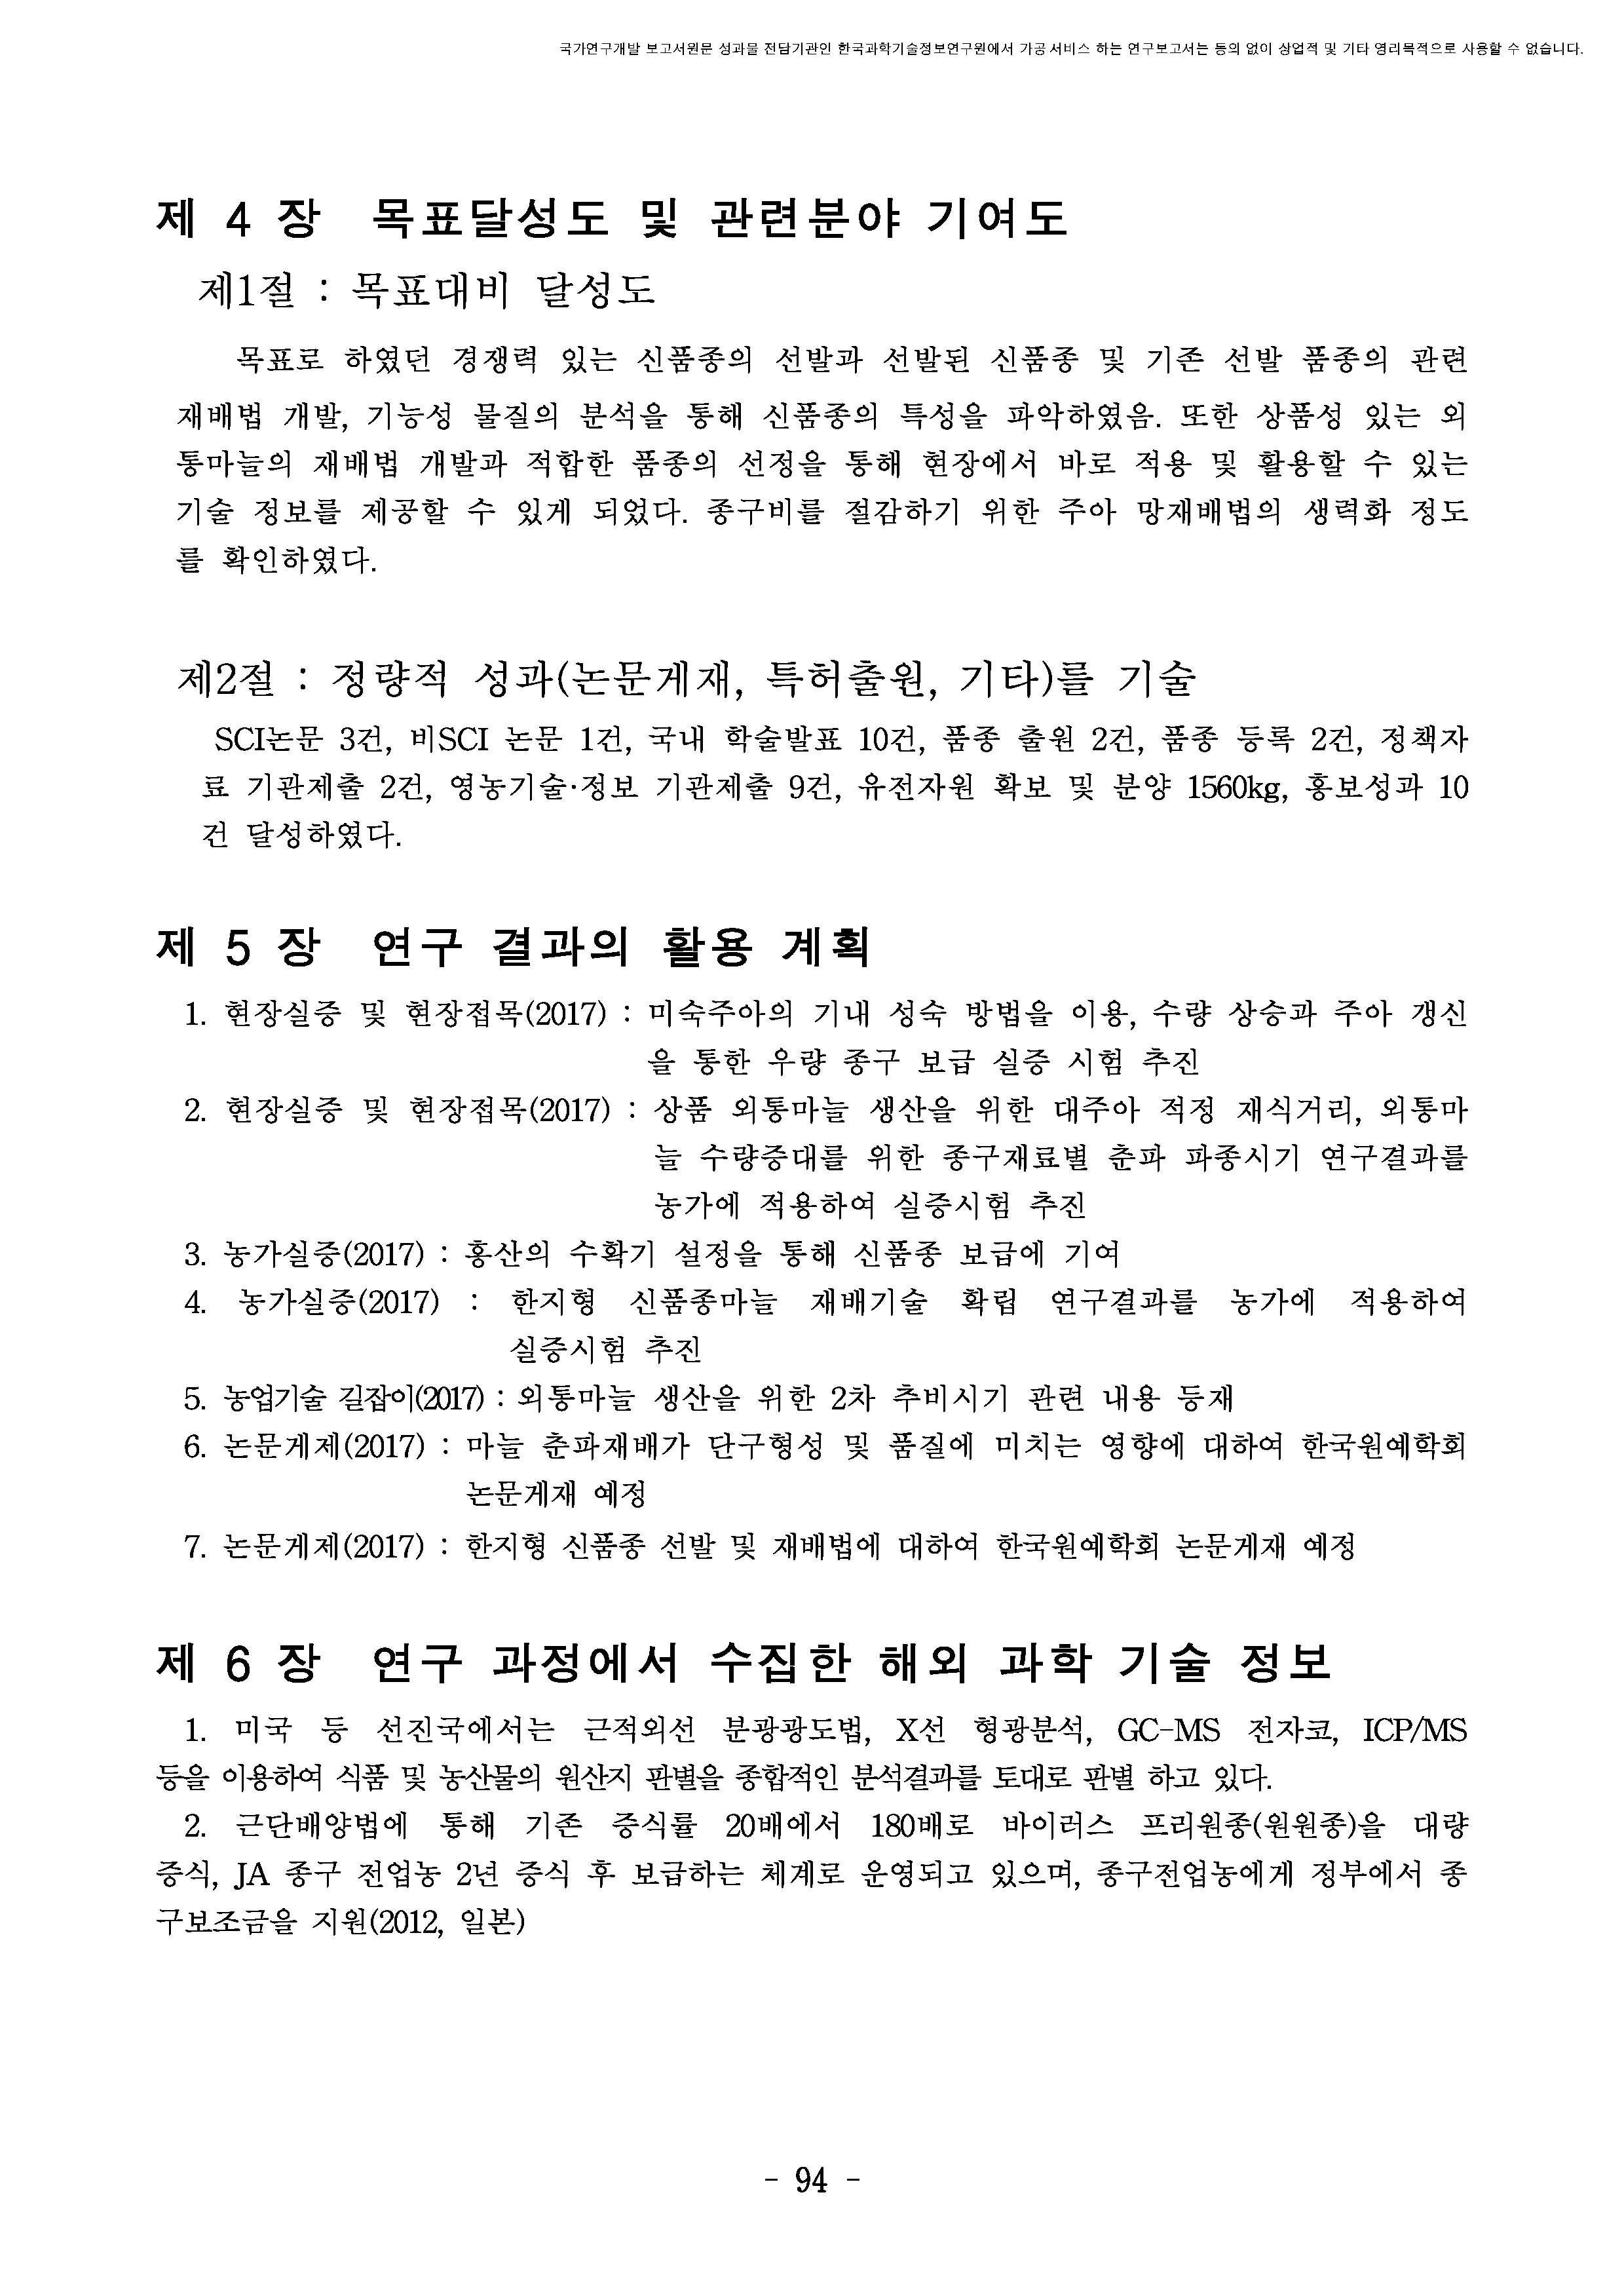 국가연구개발 보고서원문 성과물 전담기관인 한국과학기술정보연구원에서 가공·서비스 하는 연구보고서는 동의 없이 상업적 및 기타 영리목적으로 사용할 수 없습니다.
제 4 장 목표달성도 및 관련분야 기여도
제1절 : 목표대비 달성도
목표로 하였던 경쟁력 있는 신품종의 선발과 선발된 신품종 및 기존 선발 품종의 관련
재배법 개발, 기능성 물질의 분석을 통해 신품종의 특성을 파악하였음. 또한 상품성 있는 외
통마늘의 재배법 개발과 적합한 품종의 선정을 통해 현장에서 바로 적용 및 활용할 수 있는
기술 정보를 제공할 수 있게 되었다. 종구비를 절감하기 위한 주아 망재배법의 생력화 정도
를 확인하였다.
제2절 : 정량적 성과(논문게재, 특허출원, 기타)를 기술
SCI논문 3건, 비SCI 논문 1건, 국내 학술발표 10건, 품종 출원 2건, 품종 등록 2건, 정책자
료 기관제출 2건, 영농기술·정보 기관제출 9건, 유전자원 확보 및 분양 1560kg, 홍보성과 10
건 달성하였다.
제 5 장 연구 결과의 활용 계획
1. 현장실증 및 현장접목(2017) : 미숙주아의 기내 성숙 방법을 이용, 수량 상승과 주아 갱신
을 통한 우량 종구 보급 실증 시험 추진
2. 현장실증 및 현장접목(2017) : 상품 외통마늘 생산을 위한 대주아 적정 재식거리, 외통마
늘 수량증대를 위한 종구재료별 춘파 파종시기 연구결과를
농가에 적용하여 실증시험 추진
3. 농가실증(2017) : 홍산의 수확기 설정을 통해 신품종 보급에 기여
4. 농가실증(2017) : 한지형 신품종마늘 재배기술 확립 연구결과를 농가에 적용하여
실증시험 추진
5. 농업기술 길잡이(2017) : 외통마늘 생산을 위한 2차 추비시기 관련 내용 등재
6. 논문게제(2017) : 마늘 춘파재배가 단구형성 및 품질에 미치는 영향에 대하여 한국원예학회
논문게재 예정
7. 논문게제(2017) : 한지형 신품종 선발 및 재배법에 대하여 한국원예학회 논문게재 예정
제 6 장 연구 과정에서 수집한 해외 과학 기술 정보
1. 미국 등 선진국에서는 근적외선 분광광도법, X선 형광분석, GC-MS 전자코, ICP/MS
등을 이용하여 식품 및 농산물의 원산지 판별을 종합적인 분석결과를 토대로 판별 하고 있다.
2. 근단배양법에 통해 기존 증식률 20배에서 180배로 바이러스 프리원종(원원종)을 대량
증식, JA 종구 전업농 2년 증식 후 보급하는 체계로 운영되고 있으며, 종구전업농에게 정부에서 종
구보조금을 지원(2012, 일본)
- 94 -